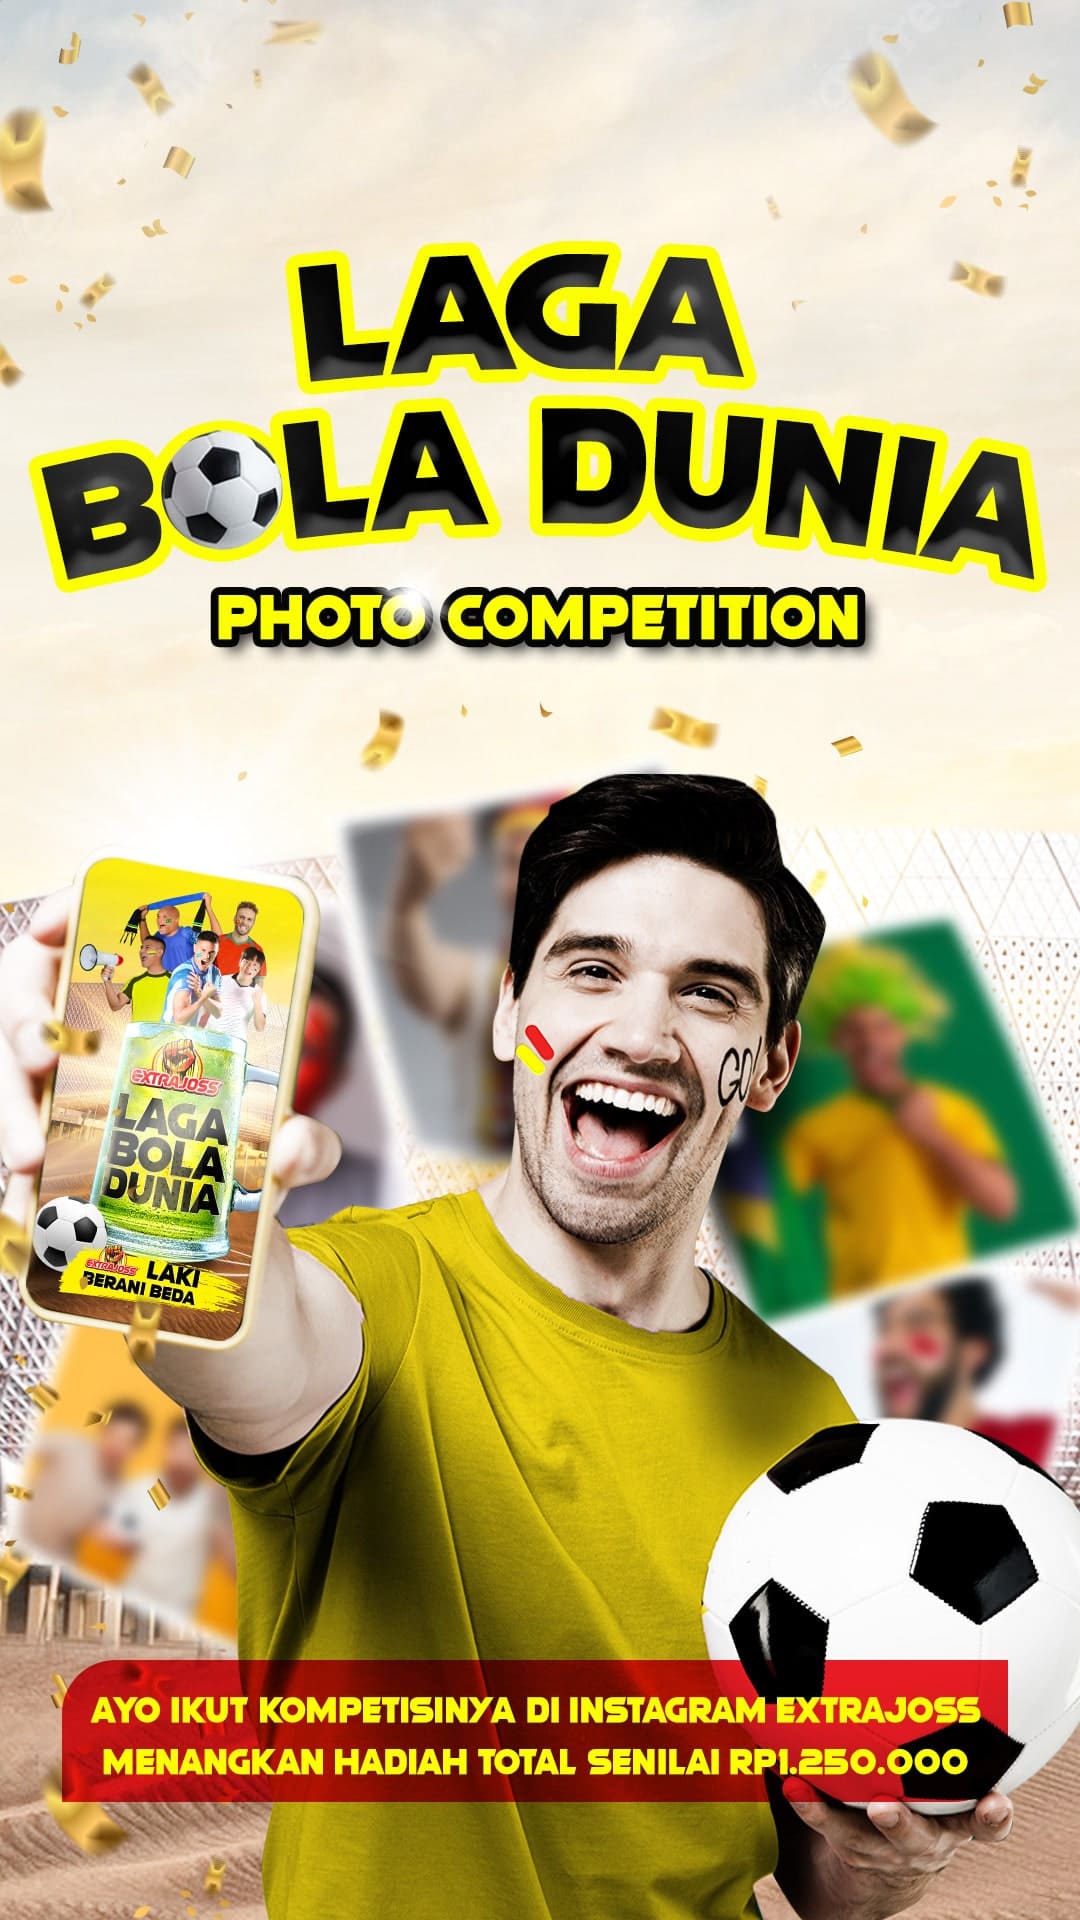 LAGA
BOLA DUNIA
PHOTO COMPETITION
GO!
EXTRAJOSS
LAGA
BOLA
DUNIA
EXTRAJOSS LAKI
BERANI BEDA
AYO IKUT KOMPETISINYA DI INSTAGRAM EXTRAJOSS
MENANGKAN HADIAH TOTAL SENILAI RP1.250.000